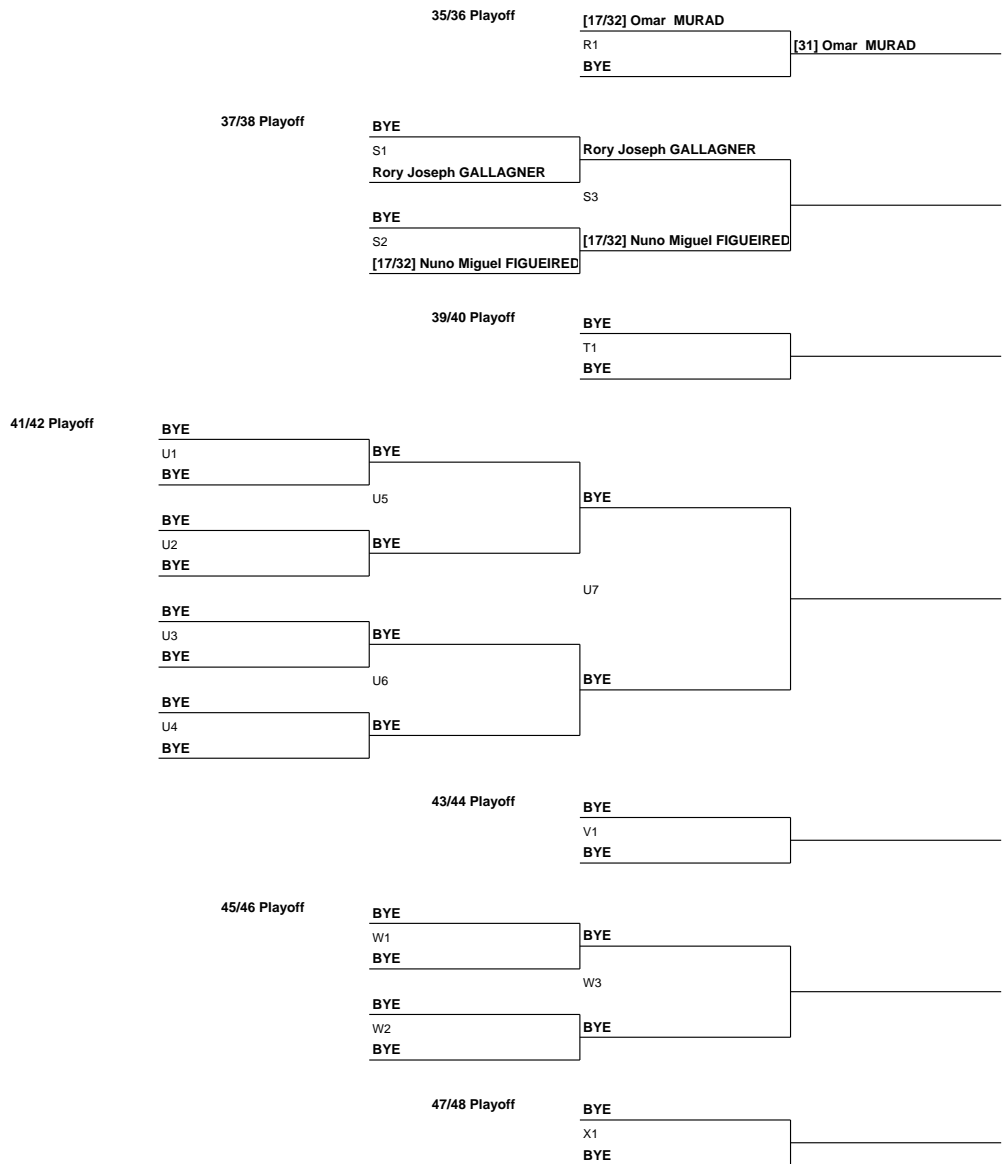 35/36 Playoff
[17/32] Omar MURAD
R1
[31] Omar MURAD
BYE
37/38 Playoff
BYE
S1
Rory Joseph GALLAGNER
Rory Joseph GALLAGNER
S3
BYE
S2
[17/32] Nuno Miguel FIGUEIRED
[17/32] Nuno Miguel FIGUEIRED
39/40 Playoff
BYE
T1
BYE
41/42 Playoff
BYE
U1
BYE
BYE
U5
BYE
BYE
U2
BYE
BYE
U7
BYE
U3
BYE
BYE
U6
BYE
BYE
U4
BYE
BYE
43/44 Playoff
BYE
V1
BYE
45/46 Playoff
BYE
W1
BYE
BYE
W3
BYE
W2
BYE
BYE
47/48 Playoff
BYE
X1
BYE